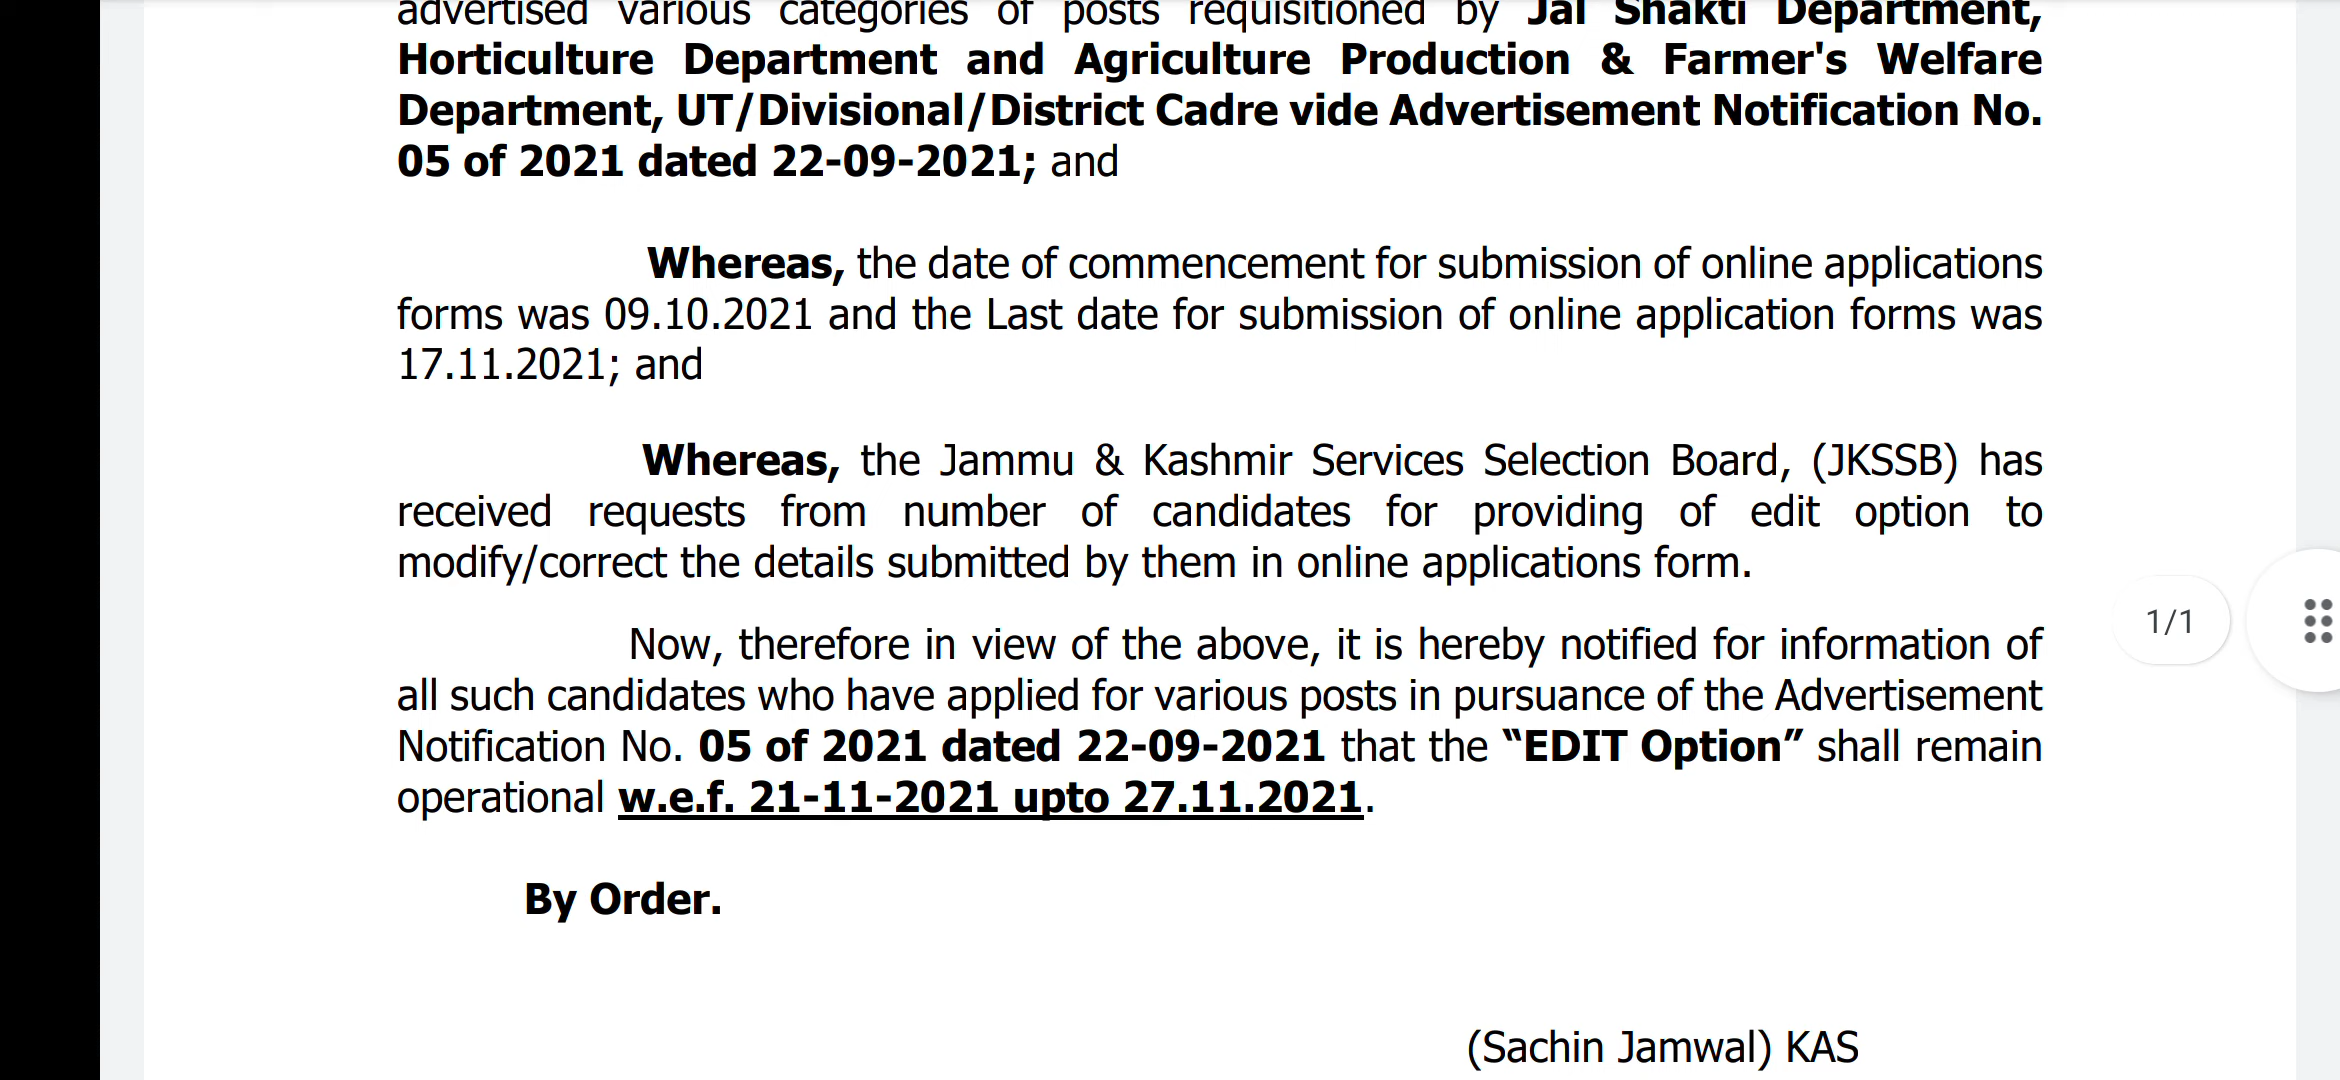 advertised various categories of posts requisitioned by Jal Shakti Department,
Horticulture Department and Agriculture Production & Farmer's Welfare
Department, UT/Divisional/District Cadre vide Advertisement Notification No.
05 of 2021 dated 22-09-2021; and
Whereas, the date of commencement for submission of online applications
forms was 09.10.2021 and the Last date for submission of online application forms was
17.11.2021; and
Whereas, the Jammu & Kashmir Services Selection Board, (JKSSB) has
received requests from number of candidates for providing of edit option to
modify/correct the details submitted by them in online applications form.
Now, therefore in view of the above, it is hereby notified for information of
all such candidates who have applied for various posts in pursuance of the Advertisement
Notification No. 05 of 2021 dated 22-09-2021 that the “EDIT Option” shall remain
operational w.e.f. 21-11-2021 upto 27.11.2021.
1/1
By Order.
(Sachin Jamwal) KAS